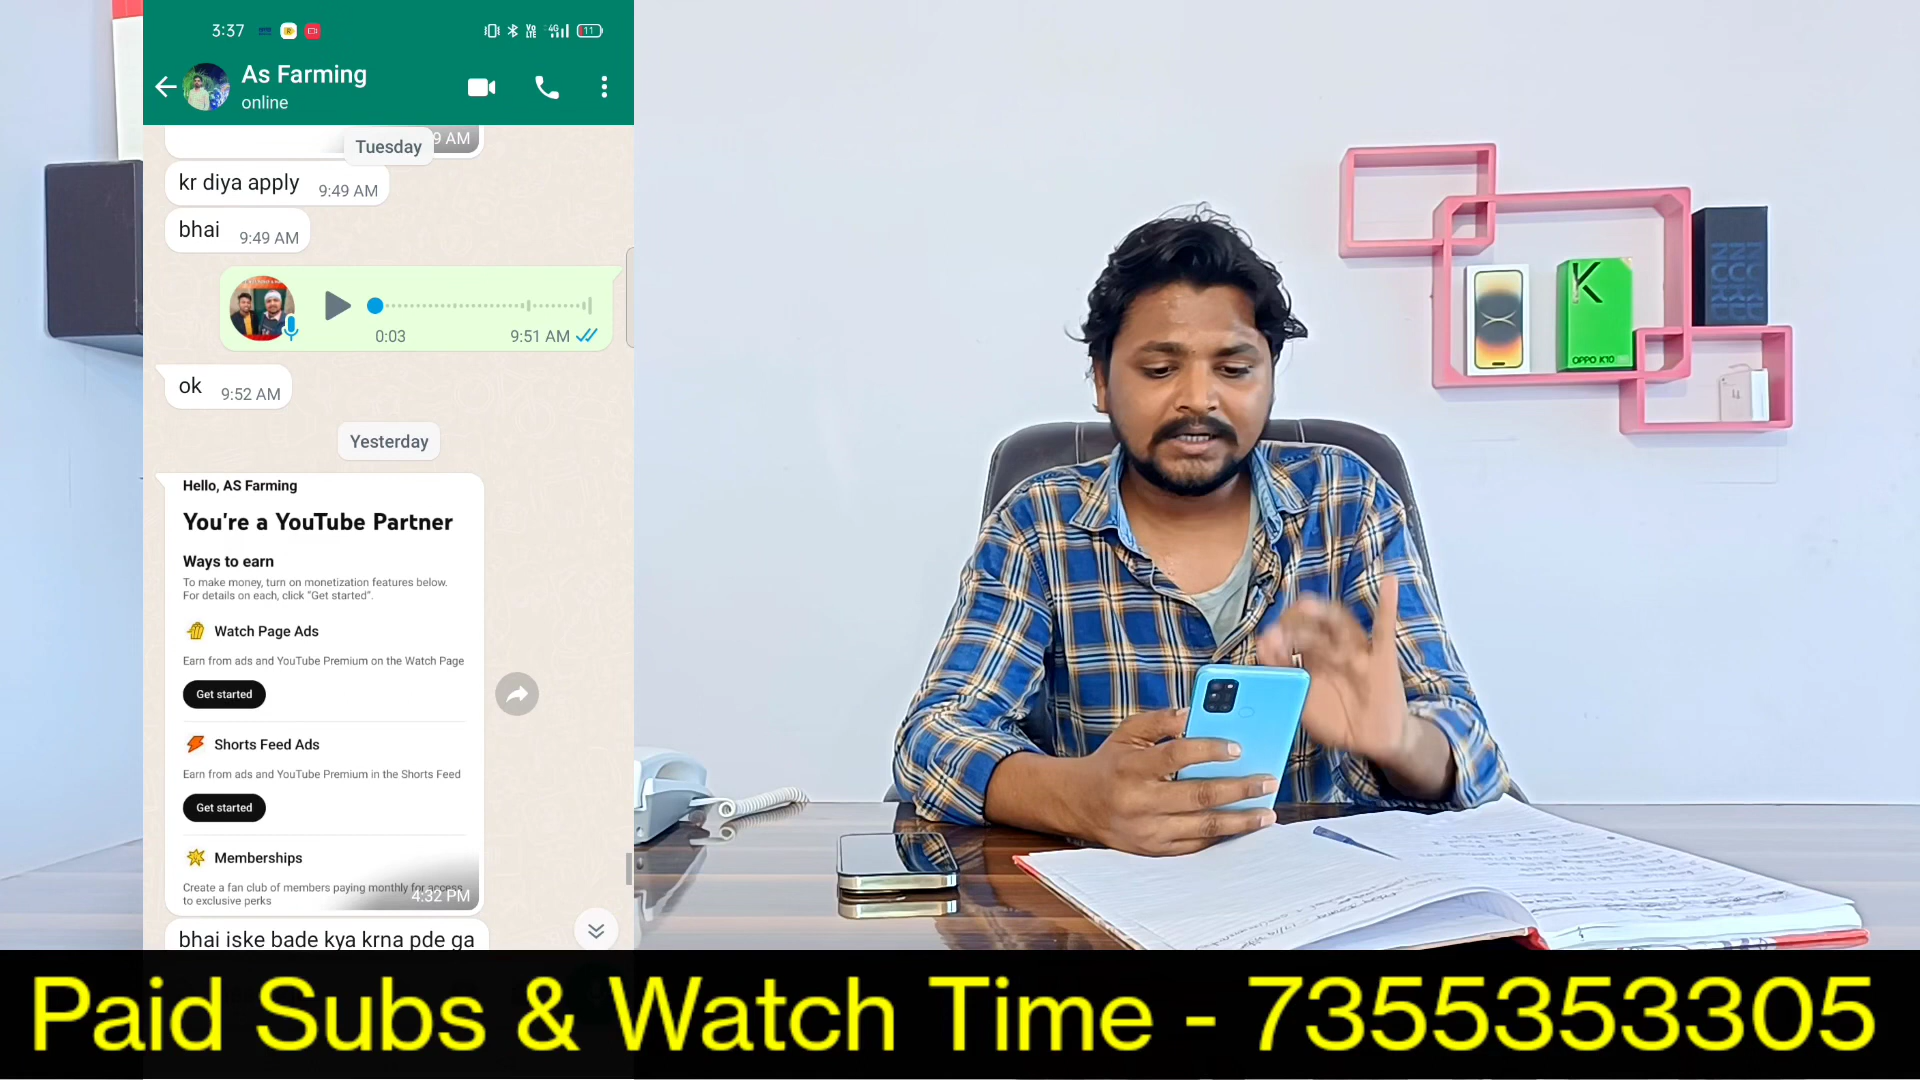 3:37
VoLTE 4G 11
As Farming
online
9 AM
Tuesday
kr diya apply 9:49 AM
bhai 9:49 AM
0:03 9:51 AM
ok 9:52 AM
Yesterday
Hello, AS Farming
You're a YouTube Partner
Ways to earn
To make money, turn on monetization features below.
For details on each, click "Get started".
Watch Page Ads
Earn from ads and YouTube Premium on the Watch Page
Get started
Shorts Feed Ads
Earn from ads and YouTube Premium in the Shorts Feed
Get started
Memberships
Create a fan club of members paying monthly for access
to exclusive perks
4:32 PM
bhai iske bade kya krna pde ga
K
OPPO K10
Paid Subs & Watch Time - 7355353305